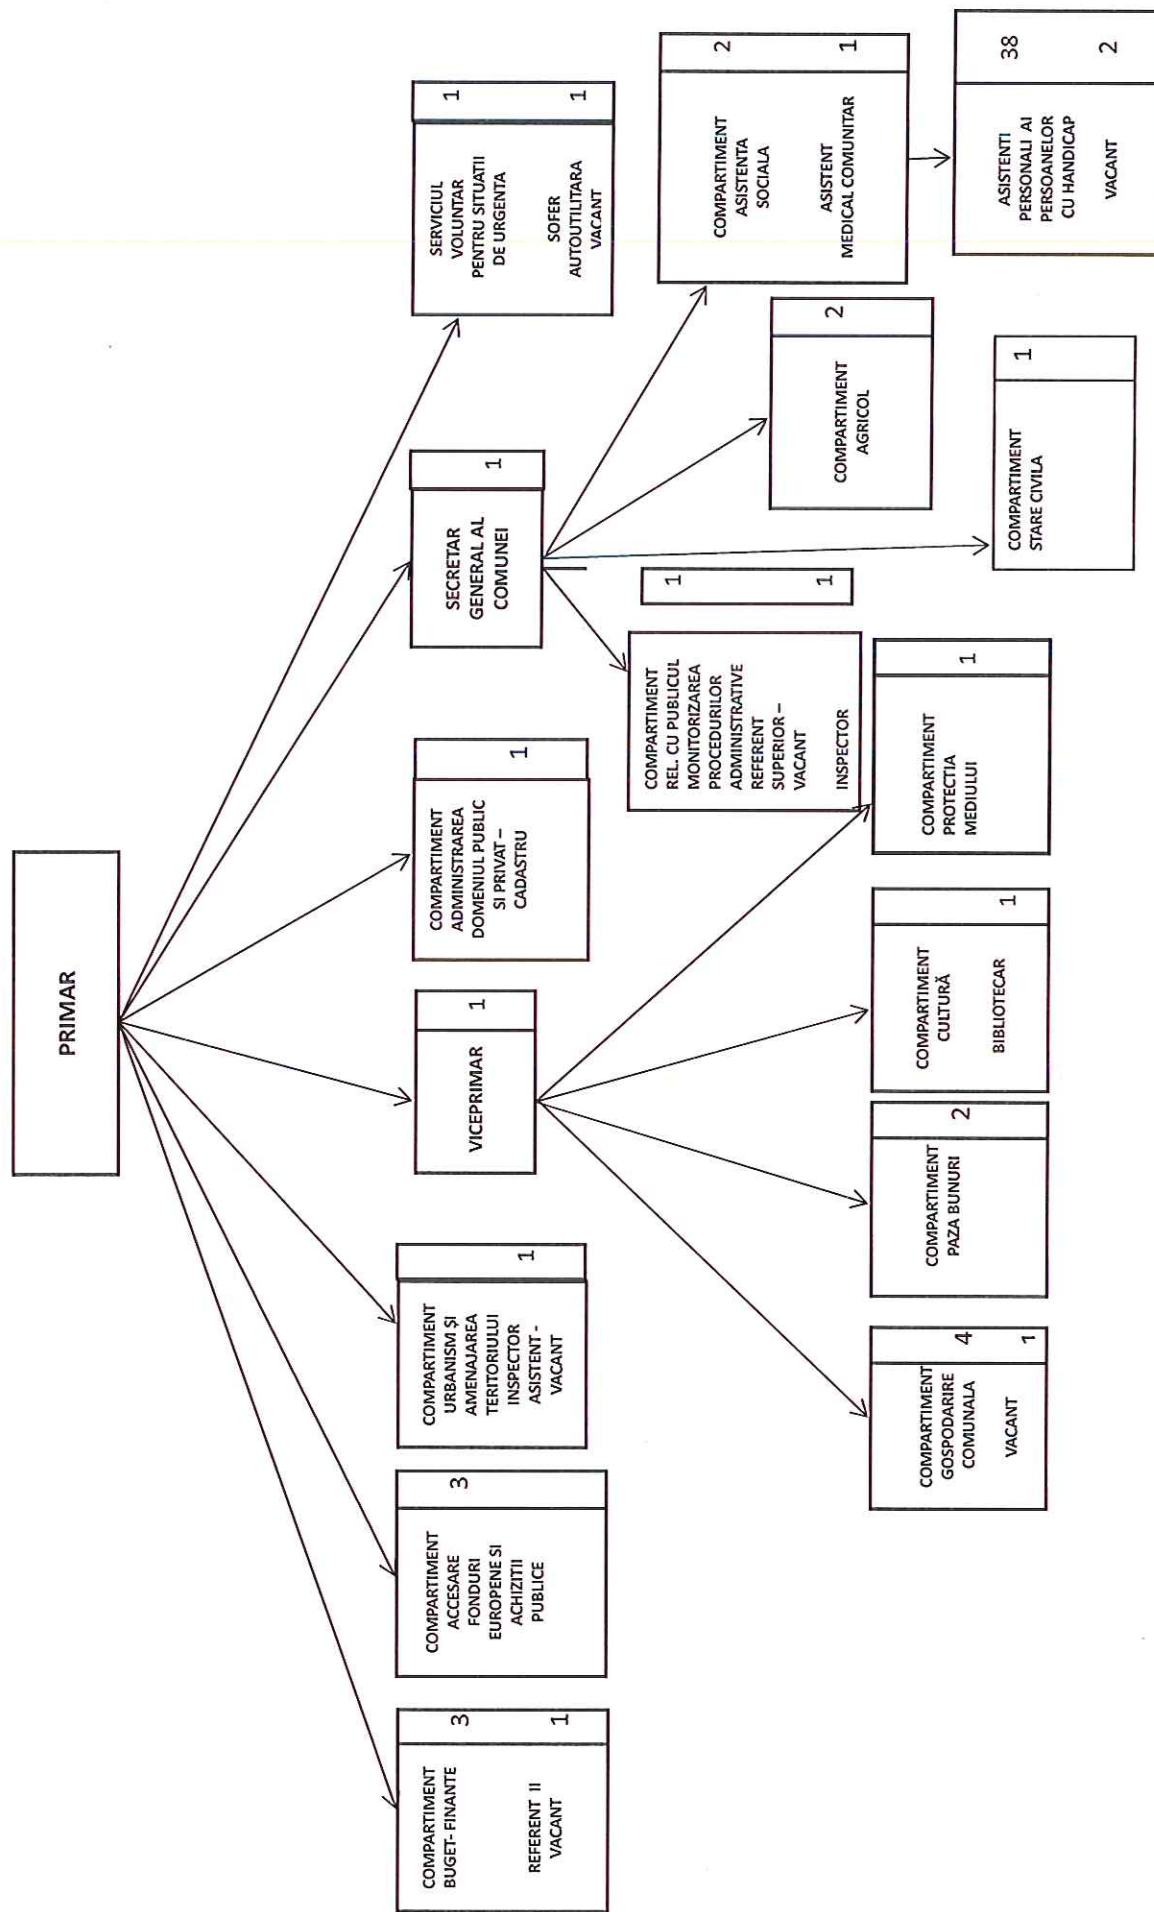 PRIMAR
COMPARTIMENT
BUGET- FINANTE
3
REFERENT II
VACANT
1
COMPARTIMENT
ACCESARE
FONDURI
EUROPENE SI
ACHIZITII
PUBLICE
3
COMPARTIMENT
URBANISM ȘI
AMENAJAREA
TERITORIULUI
INSPECTOR
ASISTENT -
VACANT
1
VICEPRIMAR
1
COMPARTIMENT
ADMINISTRAREA
DOMENIUL PUBLIC
SI PRIVAT –
CADASTRU
1
SECRETAR
GENERAL AL
COMUNEI
1
SERVICIUL
VOLUNTAR
PENTRU SITUATII
DE URGENTA
1
SOFER
AUTOUTILITARA
VACANT
1
COMPARTIMENT
REL. CU PUBLICUL
MONITORIZAREA
PROCEDURILOR
ADMINISTRATIVE
REFERENT
SUPERIOR –
VACANT
1
INSPECTOR
1
COMPARTIMENT
ASISTENTA
SOCIALA
2
ASISTENT
MEDICAL COMUNITAR
1
COMPARTIMENT
AGRICOL
2
COMPARTIMENT
GOSPODARIRE
COMUNALA
4
VACANT
1
COMPARTIMENT
PAZA BUNURI
2
COMPARTIMENT
CULTURĂ
BIBLIOTECAR
1
COMPARTIMENT
PROTECTIA
MEDIULUI
1
COMPARTIMENT
STARE CIVILA
1
ASISTENTI
PERSONALI AI
PERSOANELOR
CU HANDICAP
38
VACANT
2